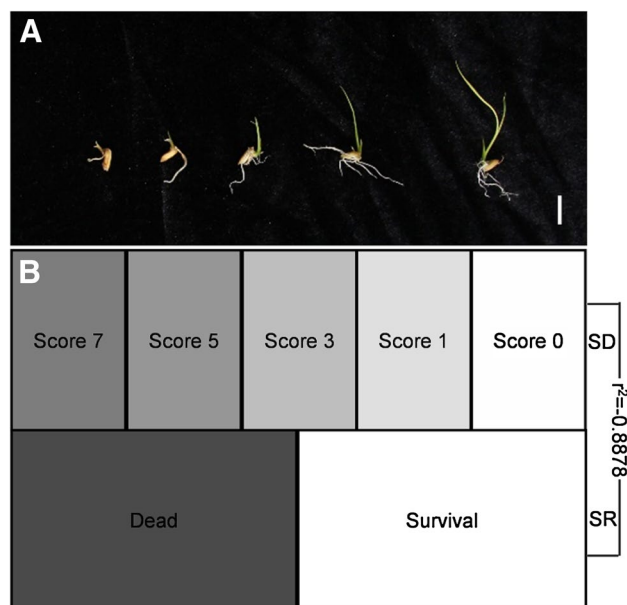 A
B
Score 7
Score 5
Score 3
Score 1
Score 0
SD
r²=-0.8878
Dead
Survival
SR